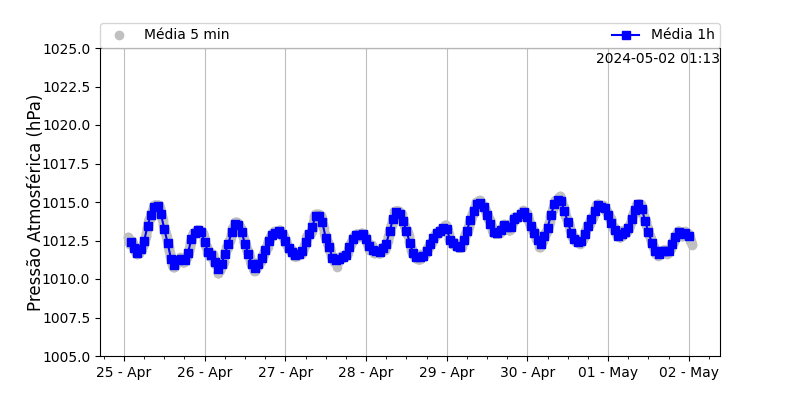 Média 5 min
Média 1h
2024-05-02 01:13
Pressão Atmosférica (hPa)
1025.0
1022.5
1020.0
1017.5
1015.0
1012.5
1010.0
1007.5
1005.0
25 - Apr
26 - Apr
27 - Apr
28 - Apr
29 - Apr
30 - Apr
01 - May
02 - May